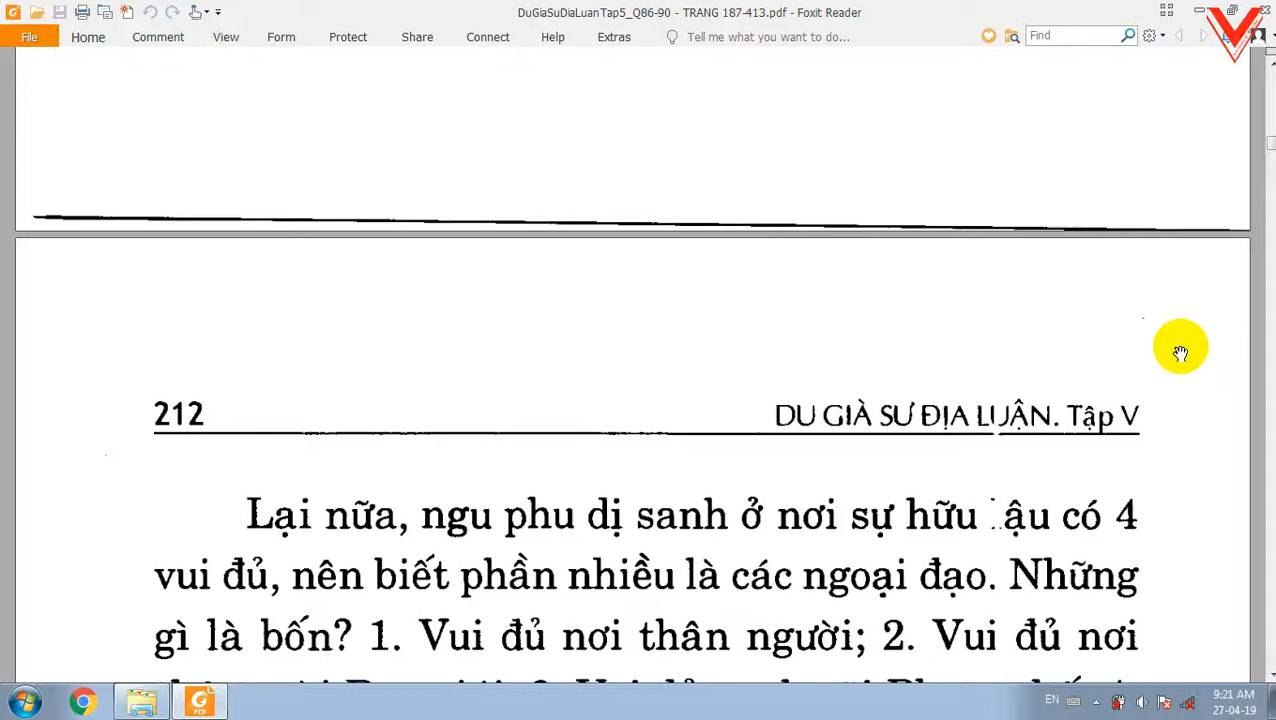 DuGiaSuDiaLuanTap5_Q86-90 - TRANG 187-413.pdf - Foxit Reader
File Home Comment View Form Protect Share Connect Help Extras Tell me what you want to do... Find
212 DU GIÀ SƯ ĐỊA LUẬN. Tập V
Lại nữa, ngu phu dị sanh ở nơi sự hữu ậu có 4
vui đủ, nên biết phần nhiều là các ngoại đạo. Những
gì là bốn? 1. Vui đủ nơi thân người; 2. Vui đủ nơi
PDF
EN 9:21 AM
27-04-19